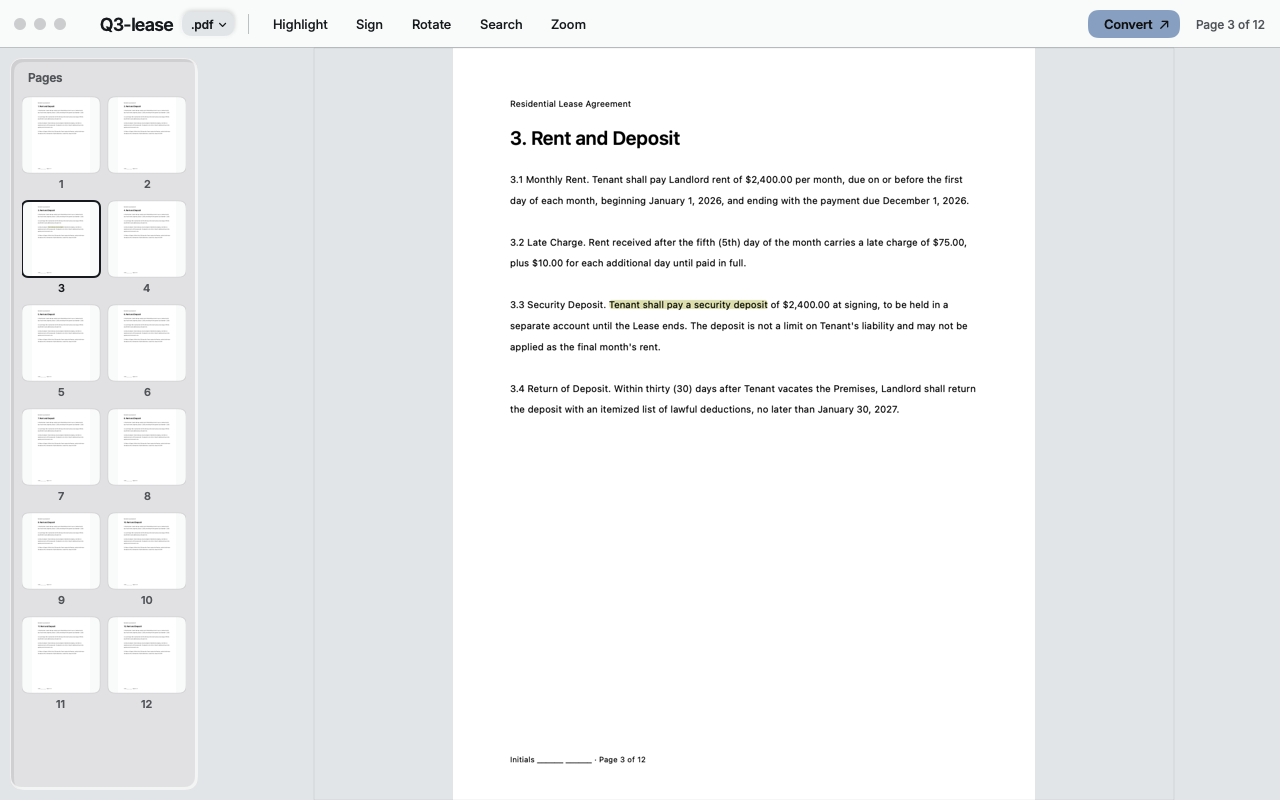 Q3-lease .pdf Highlight Sign Rotate Search Zoom Convert Page 3 of 12
Pages
1 2
3 4
5 6
7 8
9 10
11 12
Residential Lease Agreement
3. Rent and Deposit
3.1 Monthly Rent. Tenant shall pay Landlord rent of $2,400.00 per month, due on or before the first
day of each month, beginning January 1, 2026, and ending with the payment due December 1, 2026.
3.2 Late Charge. Rent received after the fifth (5th) day of the month carries a late charge of $75.00,
plus $10.00 for each additional day until paid in full.
3.3 Security Deposit. Tenant shall pay a security deposit of $2,400.00 at signing, to be held in a
separate account until the Lease ends. The deposit is not a limit on Tenant's liability and may not be
applied as the final month's rent.
3.4 Return of Deposit. Within thirty (30) days after Tenant vacates the Premises, Landlord shall return
the deposit with an itemized list of lawful deductions, no later than January 30, 2027.
Initials ______ ______ · Page 3 of 12